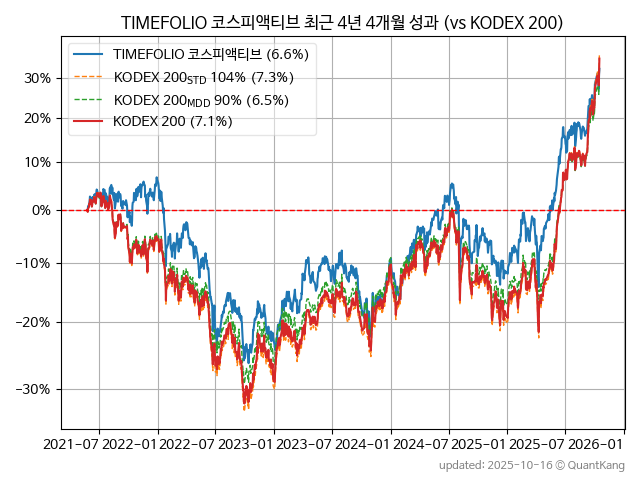 TIMEFOLIO 코스피액티브 최근 4년 4개월 성과 (vs KODEX 200)
TIMEFOLIO 코스피액티브 (6.6%)
KODEX 200STD 104% (7.3%)
KODEX 200MDD 90% (6.5%)
KODEX 200 (7.1%)
30%
20%
10%
0%
−10%
−20%
−30%
2021-07 2022-01 2022-07 2023-01 2023-07 2024-01 2024-07 2025-01 2025-07 2026-01
updated: 2025-10-16 © QuantKang